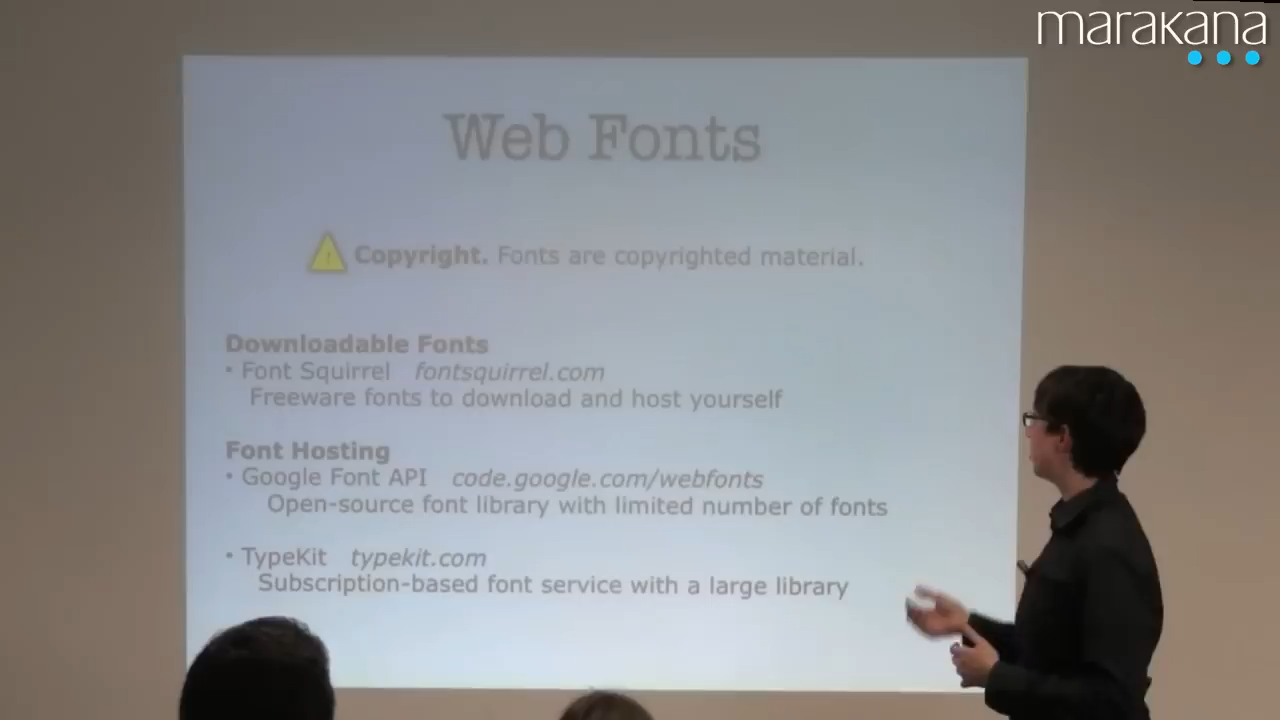 marakana
Web Fonts
! Copyright. Fonts are copyrighted material.
Downloadable Fonts
• Font Squirrel fontsquirrel.com
Freeware fonts to download and host yourself
Font Hosting
• Google Font API code.google.com/webfonts
Open-source font library with limited number of fonts
• TypeKit typekit.com
Subscription-based font service with a large library